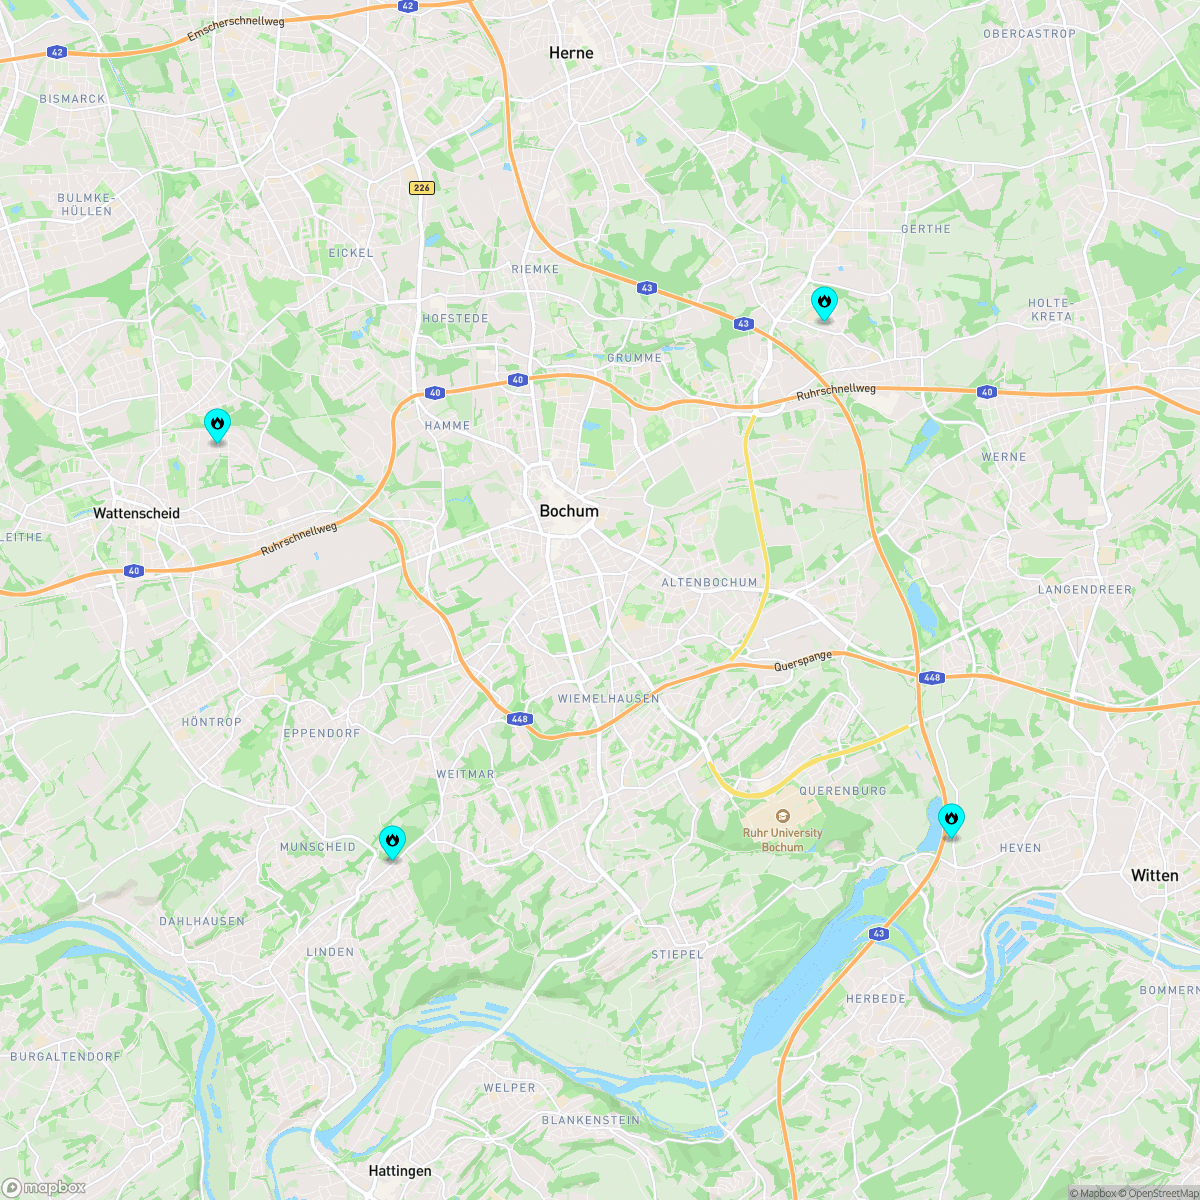 42
Emscherschnellweg
42
Herne
OBERCASTROP
BISMARCK
226
BULMKE-
HÜLLEN
GERTHE
EICKEL
RIEMKE
43
HOLTE-
KRETA
HOFSTEDE
43
GRUMME
40
40
Ruhrschnellweg
40
HAMME
WERNE
Wattenscheid
Bochum
LEITHE
Ruhrschnellweg
40
ALTENBOCHUM
LANGENDREER
Querspange
448
WIEMELHAUSEN
HÖNTROP
448
EPPENDORF
WEITMAR
QUERENBURG
Ruhr University
Bochum
MUNSCHEID
HEVEN
Witten
DAHLHAUSEN
43
LINDEN
STIEPEL
BOMMERN
HERBEDE
BURGALTENDORF
WELPER
BLANKENSTEIN
Hattingen
mapbox
© Mapbox © OpenStreetMap